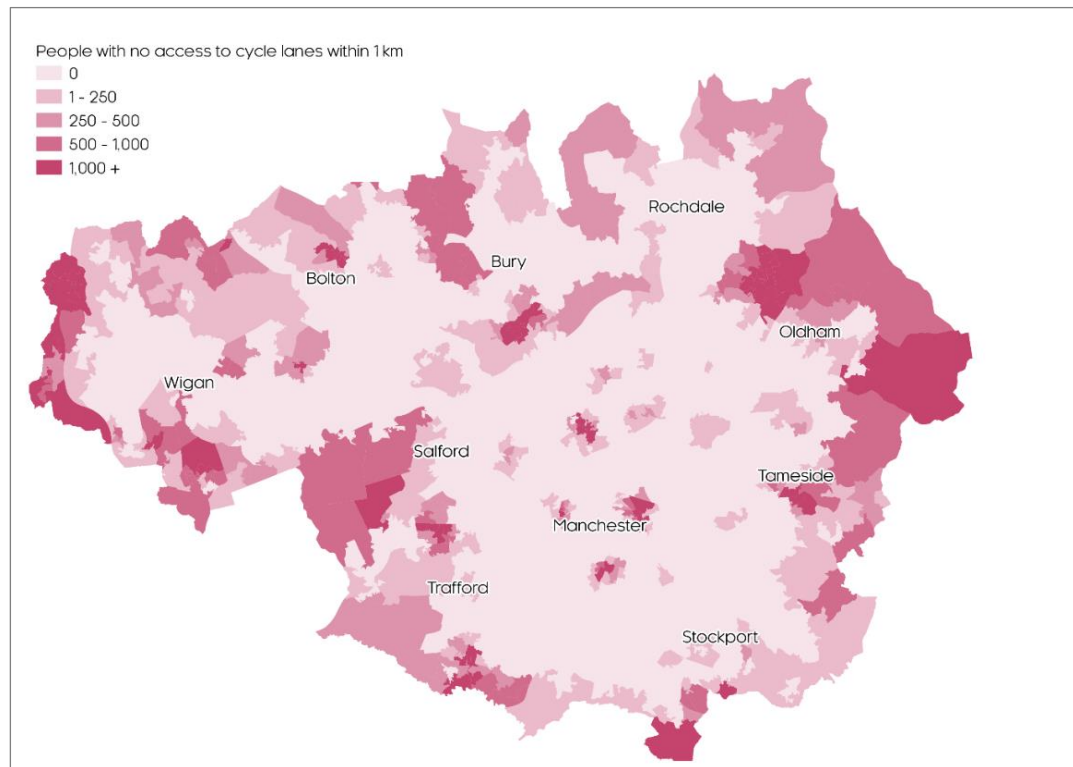 People with no access to cycle lanes within 1 km
0
1 - 250
250 - 500
500 - 1,000
1,000 +
Rochdale
Bury
Bolton
Oldham
Wigan
Salford
Tameside
Manchester
Trafford
Stockport